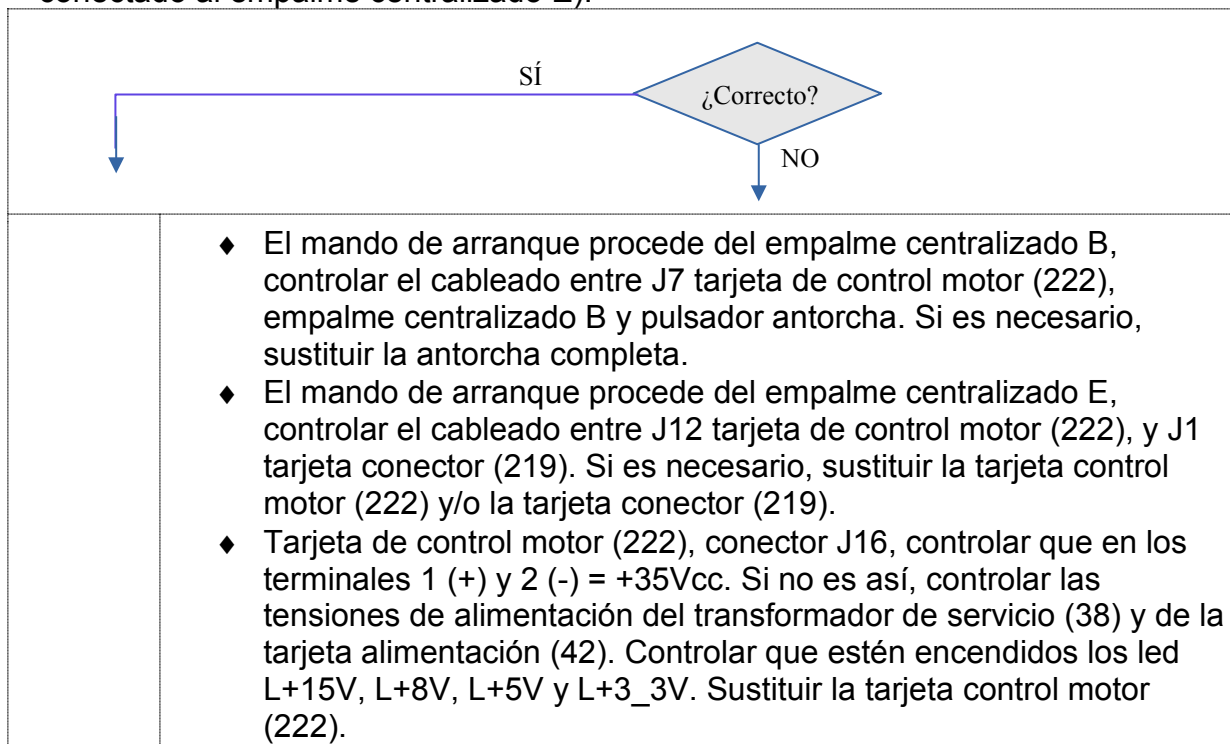 conectado al empalme centralizado E).
SÍ
¿Correcto?
NO
♦ El mando de arranque procede del empalme centralizado B,
controlar el cableado entre J7 tarjeta de control motor (222),
empalme centralizado B y pulsador antorcha. Si es necesario,
sustituir la antorcha completa.
♦ El mando de arranque procede del empalme centralizado E,
controlar el cableado entre J12 tarjeta de control motor (222), y J1
tarjeta conector (219). Si es necesario, sustituir la tarjeta control
motor (222) y/o la tarjeta conector (219).
♦ Tarjeta de control motor (222), conector J16, controlar que en los
terminales 1 (+) y 2 (-) = +35Vcc. Si no es así, controlar las
tensiones de alimentación del transformador de servicio (38) y de la
tarjeta alimentación (42). Controlar que estén encendidos los led
L+15V, L+8V, L+5V y L+3_3V. Sustituir la tarjeta control motor
(222).